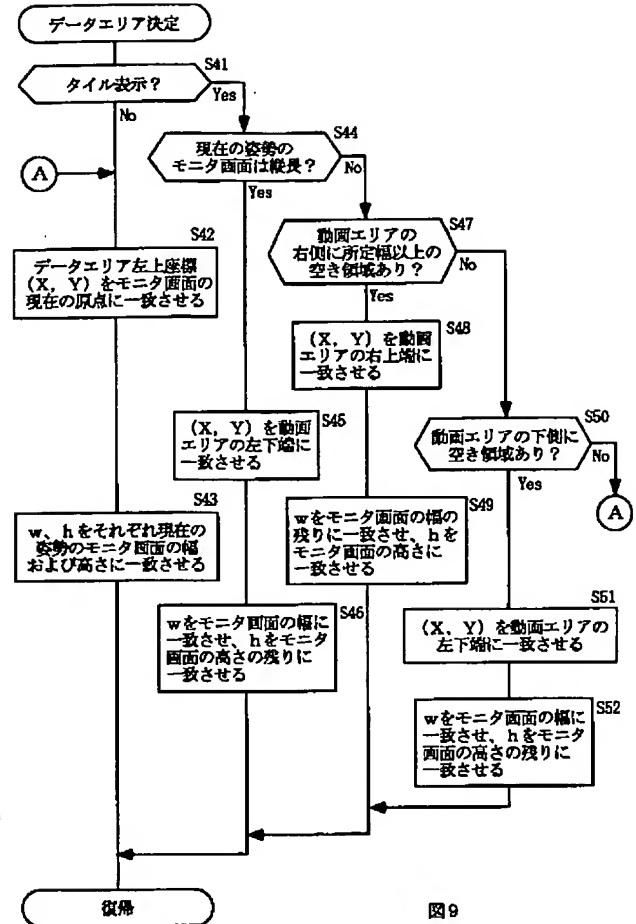 データエリア決定
S41
タイル表示?
Yes
No
A
S44
現在の姿勢の
モニタ画面は縦長?
No
Yes
S42
データエリア左上座標
(X, Y)をモニタ画面の
現在の原点に一致させる
S47
動画エリアの
右側に所定幅以上の
空き領域あり?
No
Yes
S48
(X, Y)を動画
エリアの右上端に
一致させる
S45
(X, Y)を動画
エリアの左下端に
一致させる
S50
動画エリアの下側に
空き領域あり?
No
Yes
A
S43
w、hをそれぞれ現在の
姿勢のモニタ画面の幅
および高さに一致させる
S49
wをモニタ画面の幅の
残りに一致させ、hを
モニタ画面の高さに
一致させる
S46
wをモニタ画面の幅に
一致させ、hをモニタ
画面の高さの残りに
一致させる
S51
(X, Y)を動画エリアの
左下端に一致させる
S52
wをモニタ画面の幅に
一致させ、hをモニタ
画面の高さの残りに
一致させる
復帰
図9